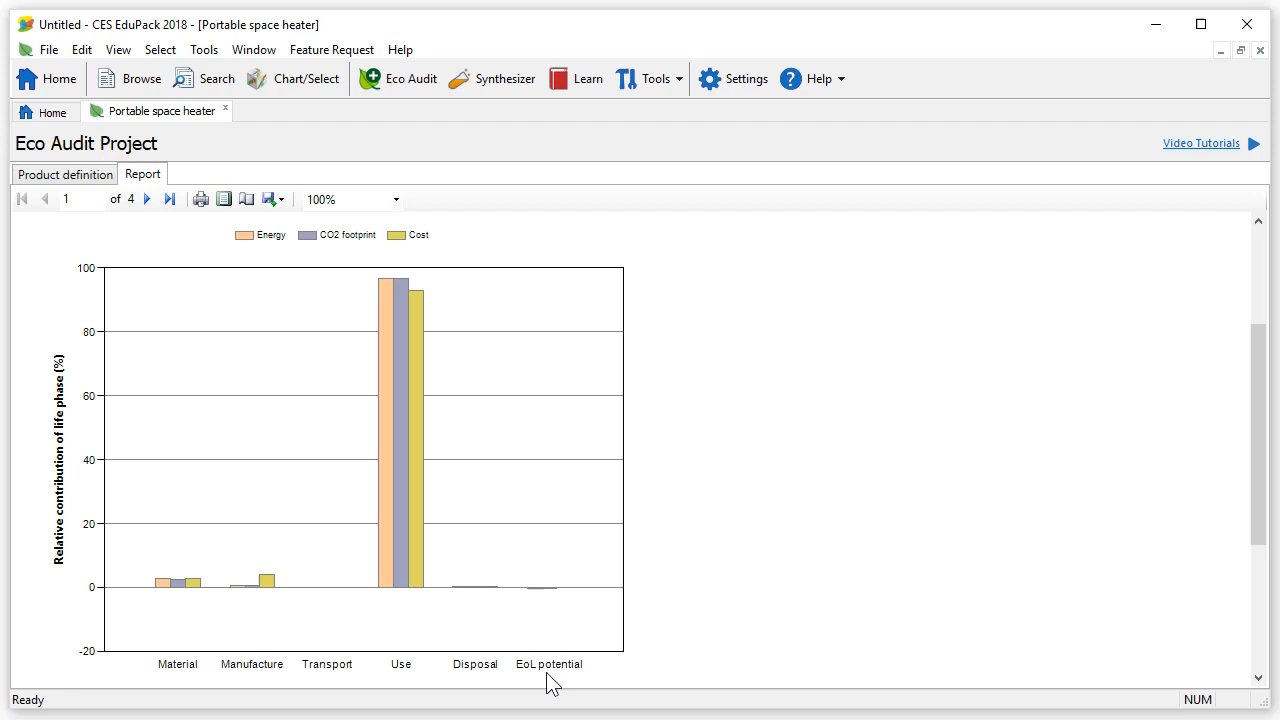 Untitled - CES EduPack 2018 - [Portable space heater]
File Edit View Select Tools Window Feature Request Help
Home Browse Search Chart/Select Eco Audit Synthesizer Learn Tools Settings ? Help
Home Portable space heater x
Eco Audit Project Video Tutorials
Product definition Report
1 of 4 100%
Energy CO2 footprint Cost
100
80
60
40
20
0
-20
Relative contribution of life phase (%)
Material Manufacture Transport Use Disposal EoL potential
Ready NUM